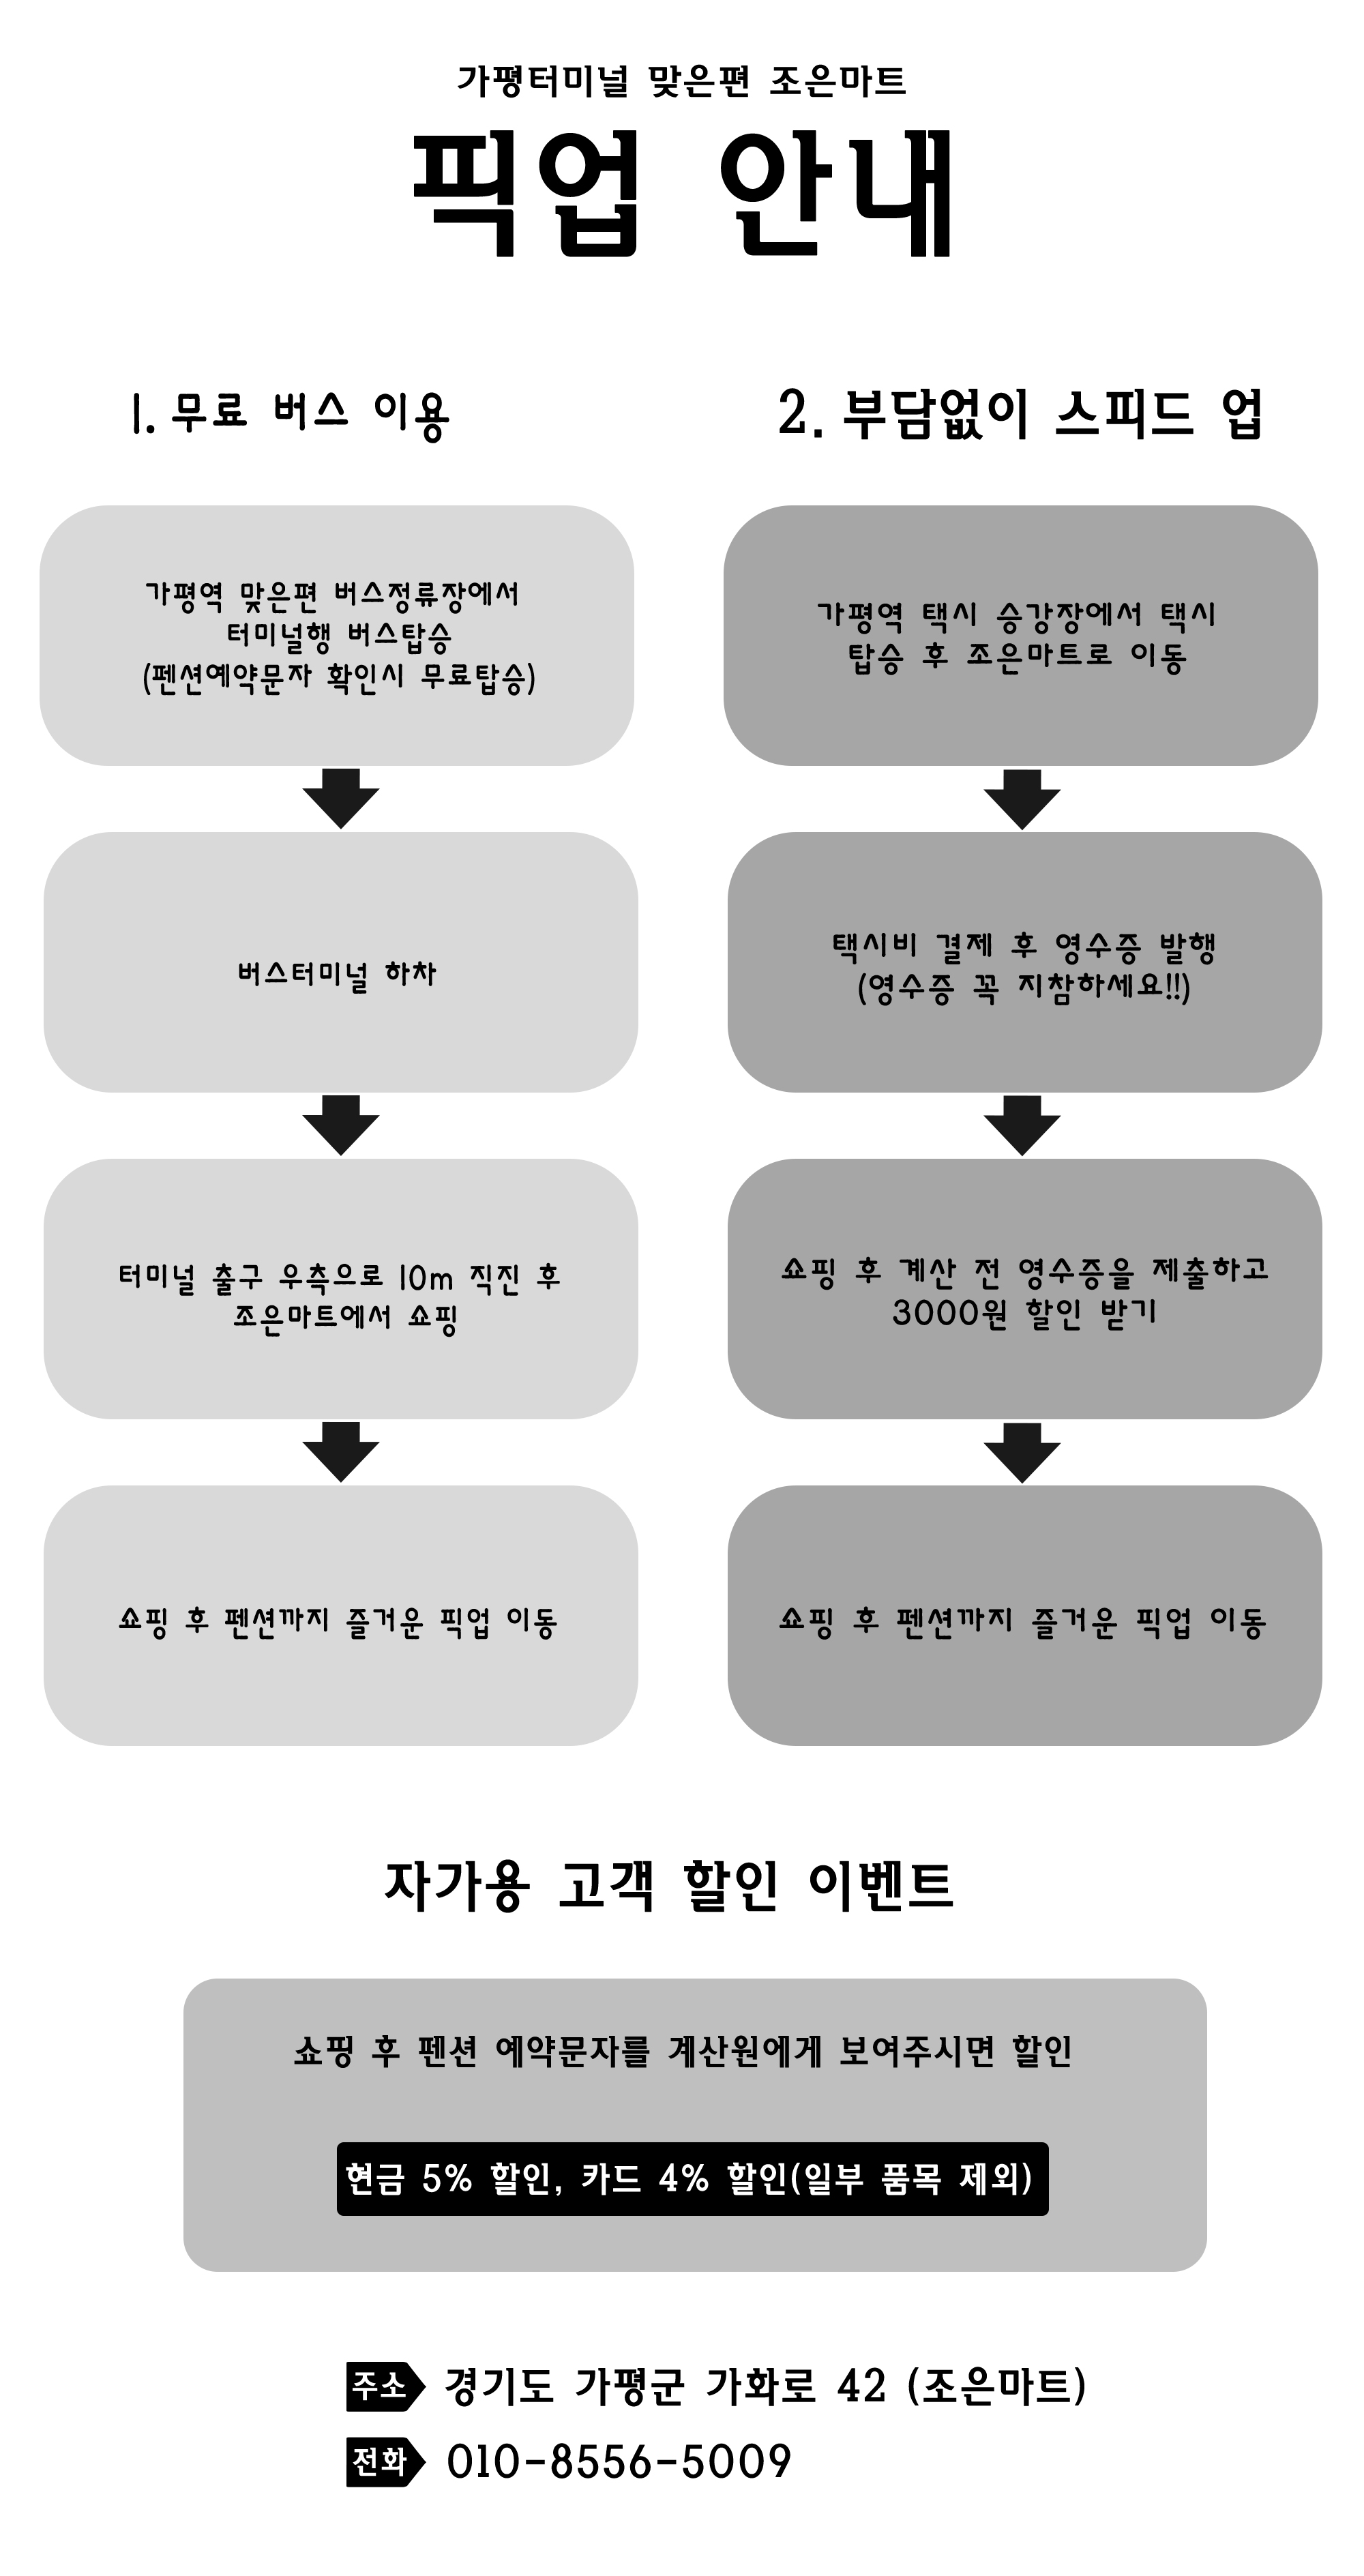 가평터미널 맞은편 조은마트
픽업 안내
1. 무료 버스 이용
가평역 맞은편 버스정류장에서
터미널행 버스탑승
(펜션예약문자 확인시 무료탑승)
버스터미널 하차
터미널 출구 우측으로 10m 직진 후
조은마트에서 쇼핑
쇼핑 후 펜션까지 즐거운 픽업 이동
2. 부담없이 스피드 업
가평역 택시 승강장에서 택시
탑승 후 조은마트로 이동
택시비 결제 후 영수증 발행
(영수증 꼭 지참하세요!!)
쇼핑 후 계산 전 영수증을 제출하고
3000원 할인 받기
쇼핑 후 펜션까지 즐거운 픽업 이동
자가용 고객 할인 이벤트
쇼핑 후 펜션 예약문자를 계산원에게 보여주시면 할인
현금 5% 할인, 카드 4% 할인(일부 품목 제외)
주소 경기도 가평군 가화로 42 (조은마트)
전화 010-8556-5009